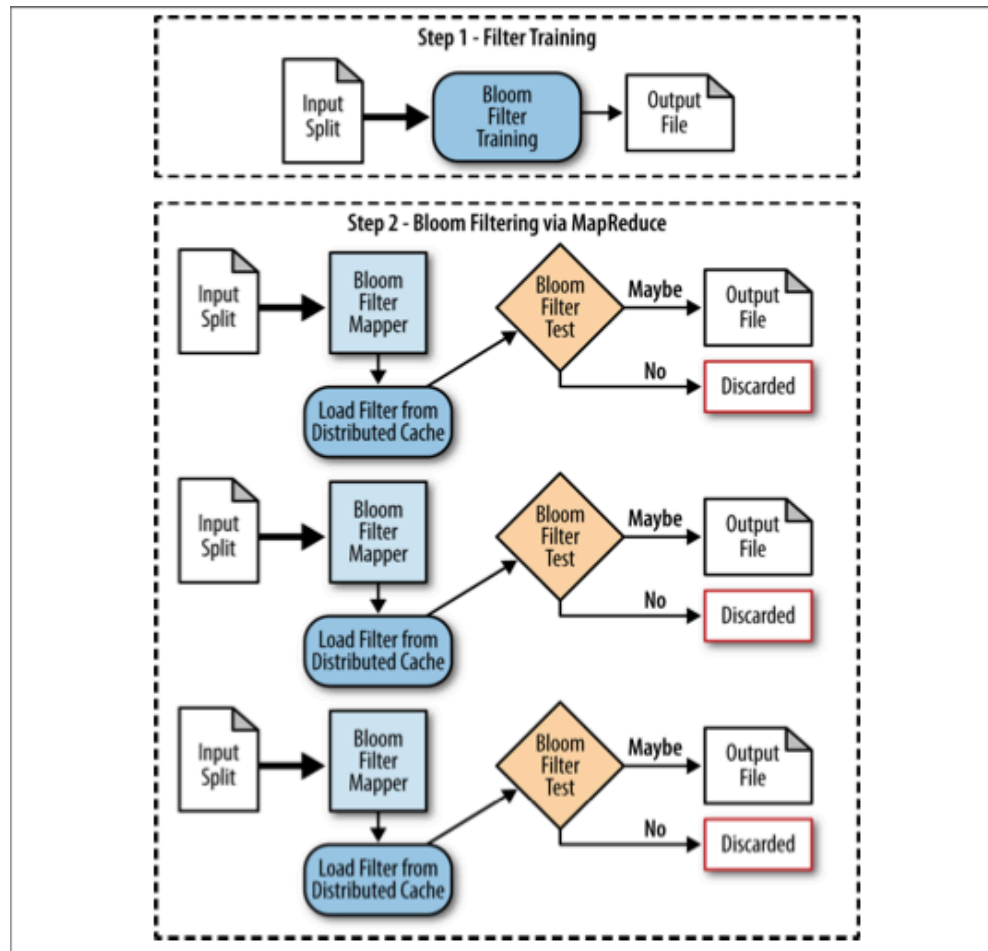 Step 1 - Filter Training
Input
Split
Bloom
Filter
Training
Output
File
Step 2 - Bloom Filtering via MapReduce
Input
Split
Bloom
Filter
Mapper
Load Filter from
Distributed Cache
Bloom
Filter
Test
Maybe
Output
File
No
Discarded
Input
Split
Bloom
Filter
Mapper
Load Filter from
Distributed Cache
Bloom
Filter
Test
Maybe
Output
File
No
Discarded
Input
Split
Bloom
Filter
Mapper
Load Filter from
Distributed Cache
Bloom
Filter
Test
Maybe
Output
File
No
Discarded